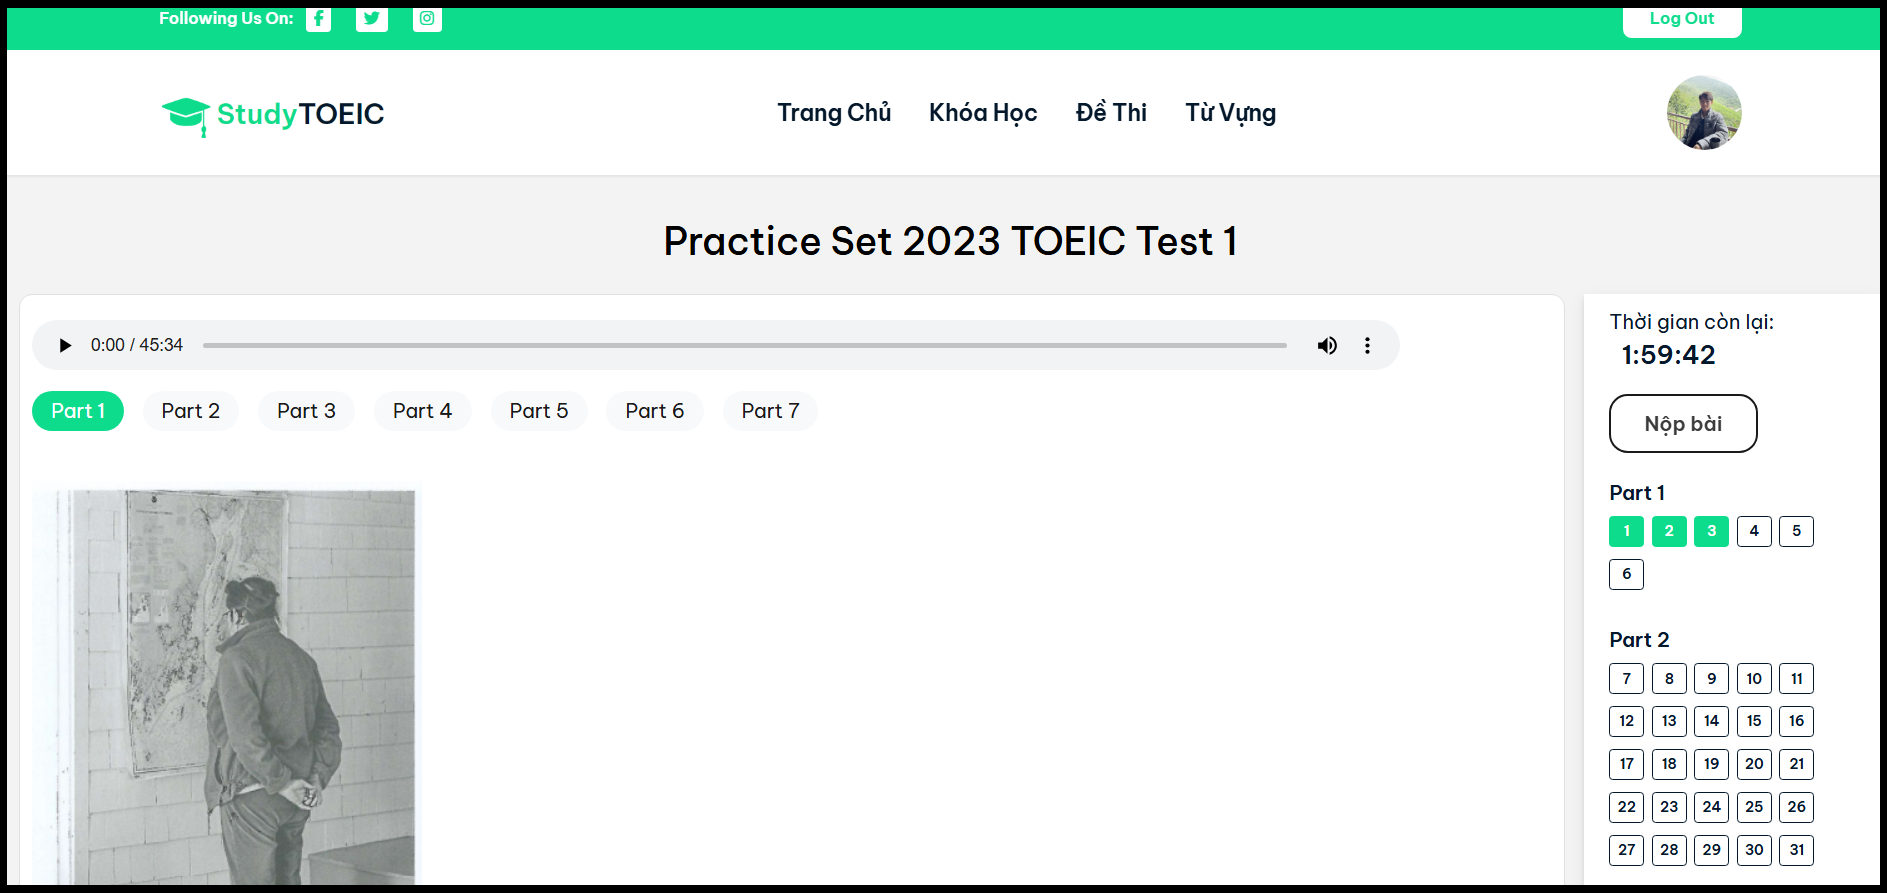 Following Us On:
Log Out
StudyTOEIC
Trang Chủ
Khóa Học
Đề Thi
Từ Vựng
Practice Set 2023 TOEIC Test 1
0:00 / 45:34
Part 1
Part 2
Part 3
Part 4
Part 5
Part 6
Part 7
Thời gian còn lại:
1:59:42
Nộp bài
Part 1
1 2 3 4 5
6
Part 2
7 8 9 10 11
12 13 14 15 16
17 18 19 20 21
22 23 24 25 26
27 28 29 30 31